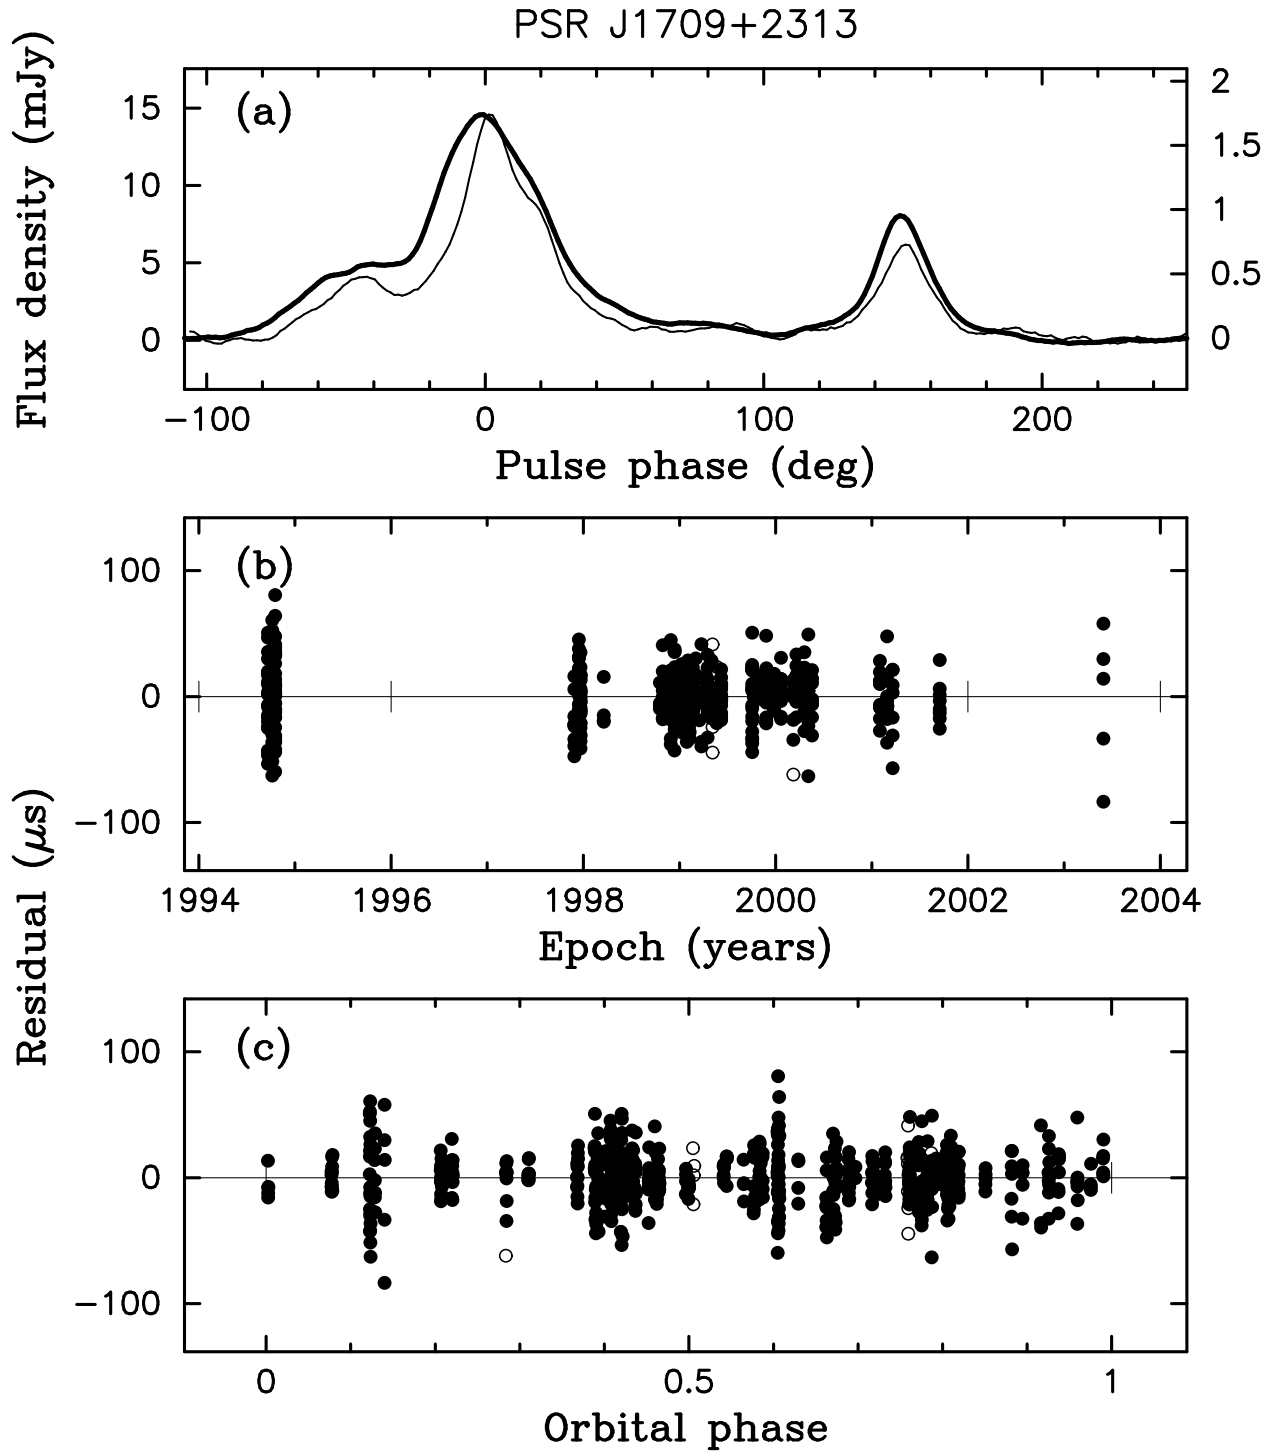 PSR J1709+2313
Flux density (mJy)
(a)
15
10
5
0
2
1.5
1
0.5
0
−100 0 100 200
Pulse phase (deg)
(b)
100
0
−100
1994 1996 1998 2000 2002 2004
Epoch (years)
Residual (μs)
(c)
100
0
−100
0 0.5 1
Orbital phase